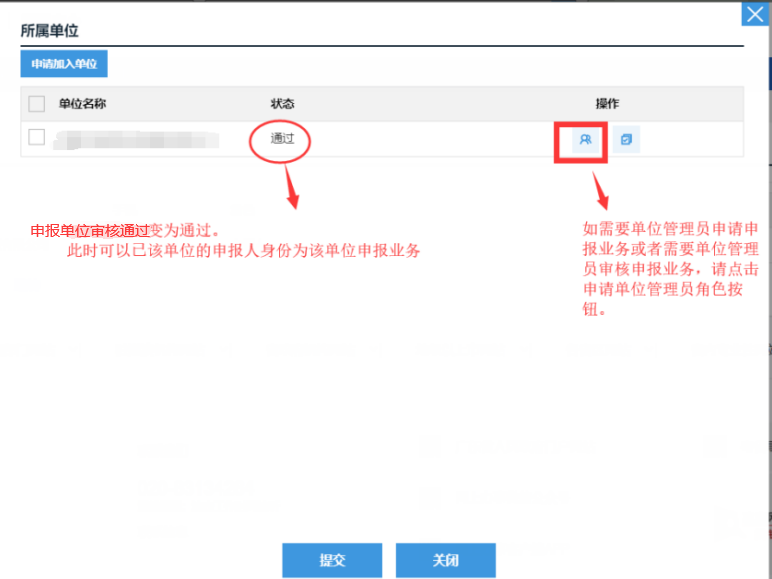 所属单位
申请加入单位
单位名称 状态 操作
通过
申报单位审核通过变为通过。
此时可以已该单位的申报人身份为该单位申报业务
如需要单位管理员申请申
报业务或者需要单位管理
员审核申报业务，请点击
申请单位管理员角色按
钮。
提交 关闭